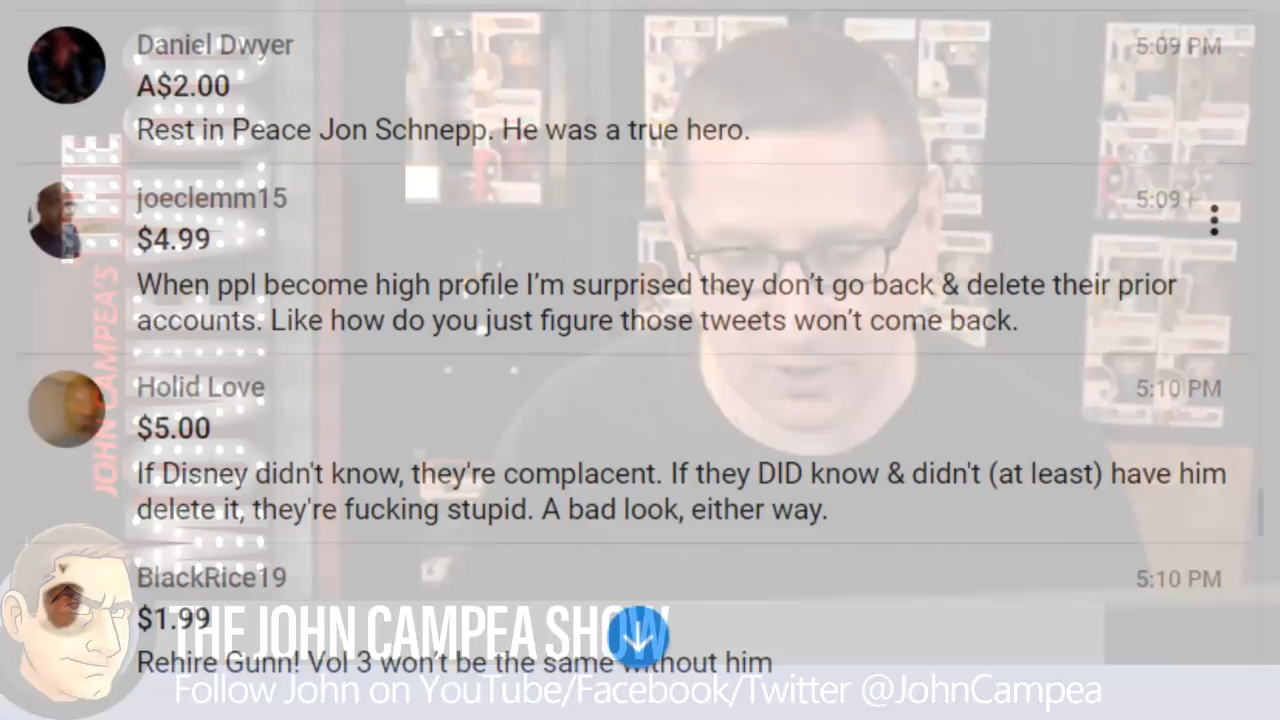 Daniel Dwyer
5:09 PM
A$2.00
Rest in Peace Jon Schnepp. He was a true hero.
joeclemm15
5:09
$4.99
When ppl become high profile I’m surprised they don’t go back & delete their prior
accounts. Like how do you just figure those tweets won’t come back.
Holid Love
5:10 PM
$5.00
If Disney didn't know, they're complacent. If they DID know & didn't (at least) have him
delete it, they're fucking stupid. A bad look, either way.
BlackRice19
5:10 PM
$1.99
Rehire Gunn! Vol 3 won’t be the same without him
JOHN CAMPEA'S
THE JOHN CAMPEA SHOW
Follow John on YouTube/Facebook/Twitter @JohnCampea